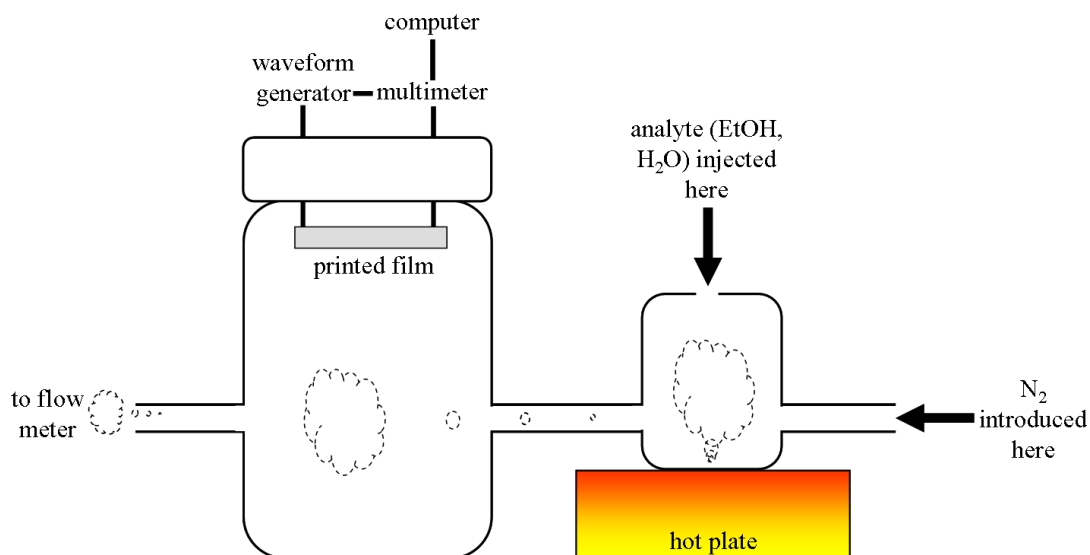 computer
waveform
generator
multimeter
analyte (EtOH,
H₂O) injected
here
printed film
to flow
meter
N₂
introduced
here
hot plate